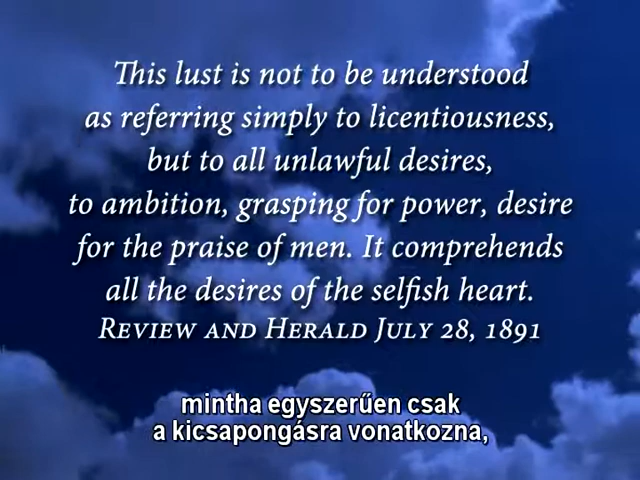 This lust is not to be understood
as referring simply to licentiousness,
but to all unlawful desires,
to ambition, grasping for power, desire
for the praise of men. It comprehends
all the desires of the selfish heart.
Review and Herald July 28, 1891
mintha egyszerűen csak
a kicsapongásra vonatkozna,